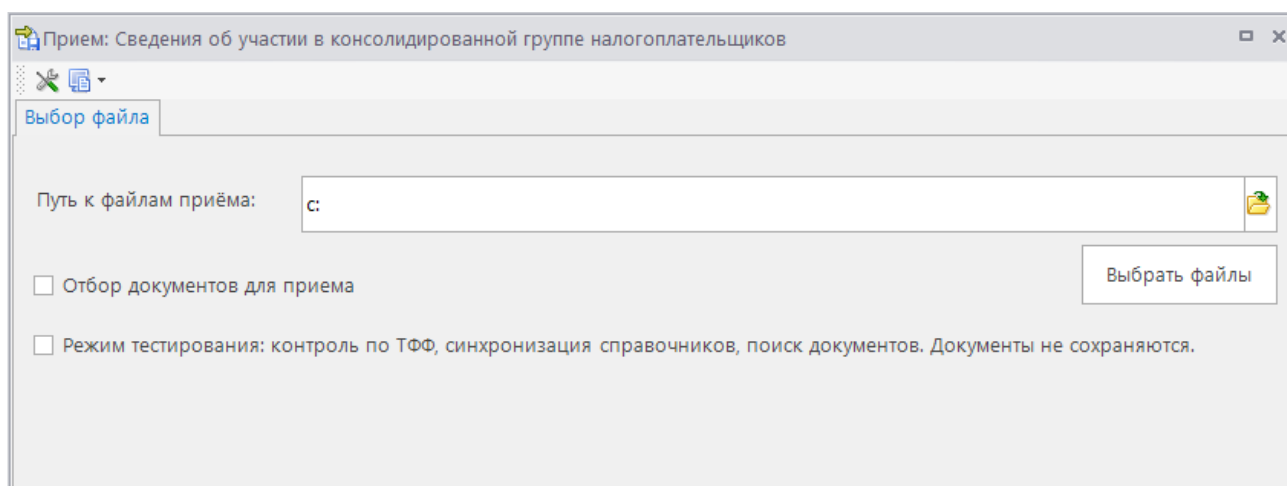 Прием: Сведения об участии в консолидированной группе налогоплательщиков
Выбор файла
Путь к файлам приёма:
c:
Выбрать файлы
Отбор документов для приема
Режим тестирования: контроль по ТФФ, синхронизация справочников, поиск документов. Документы не сохраняются.